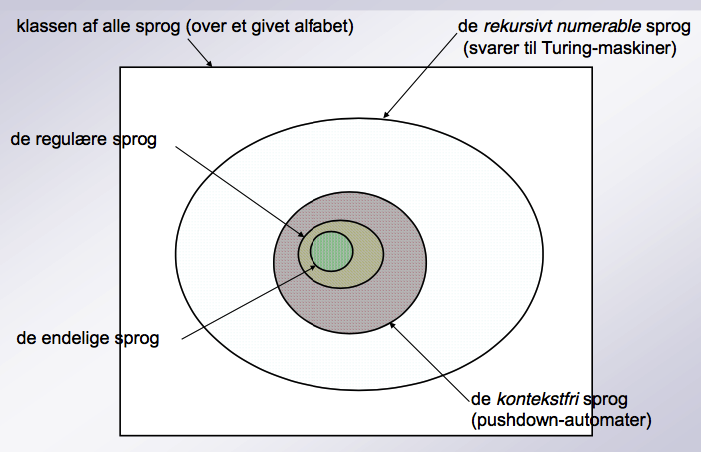 klassen af alle sprog (over et givet alfabet)
de rekursivt numerable sprog
(svarer til Turing-maskiner)
de regulære sprog
de endelige sprog
de kontekstfri sprog
(pushdown-automater)